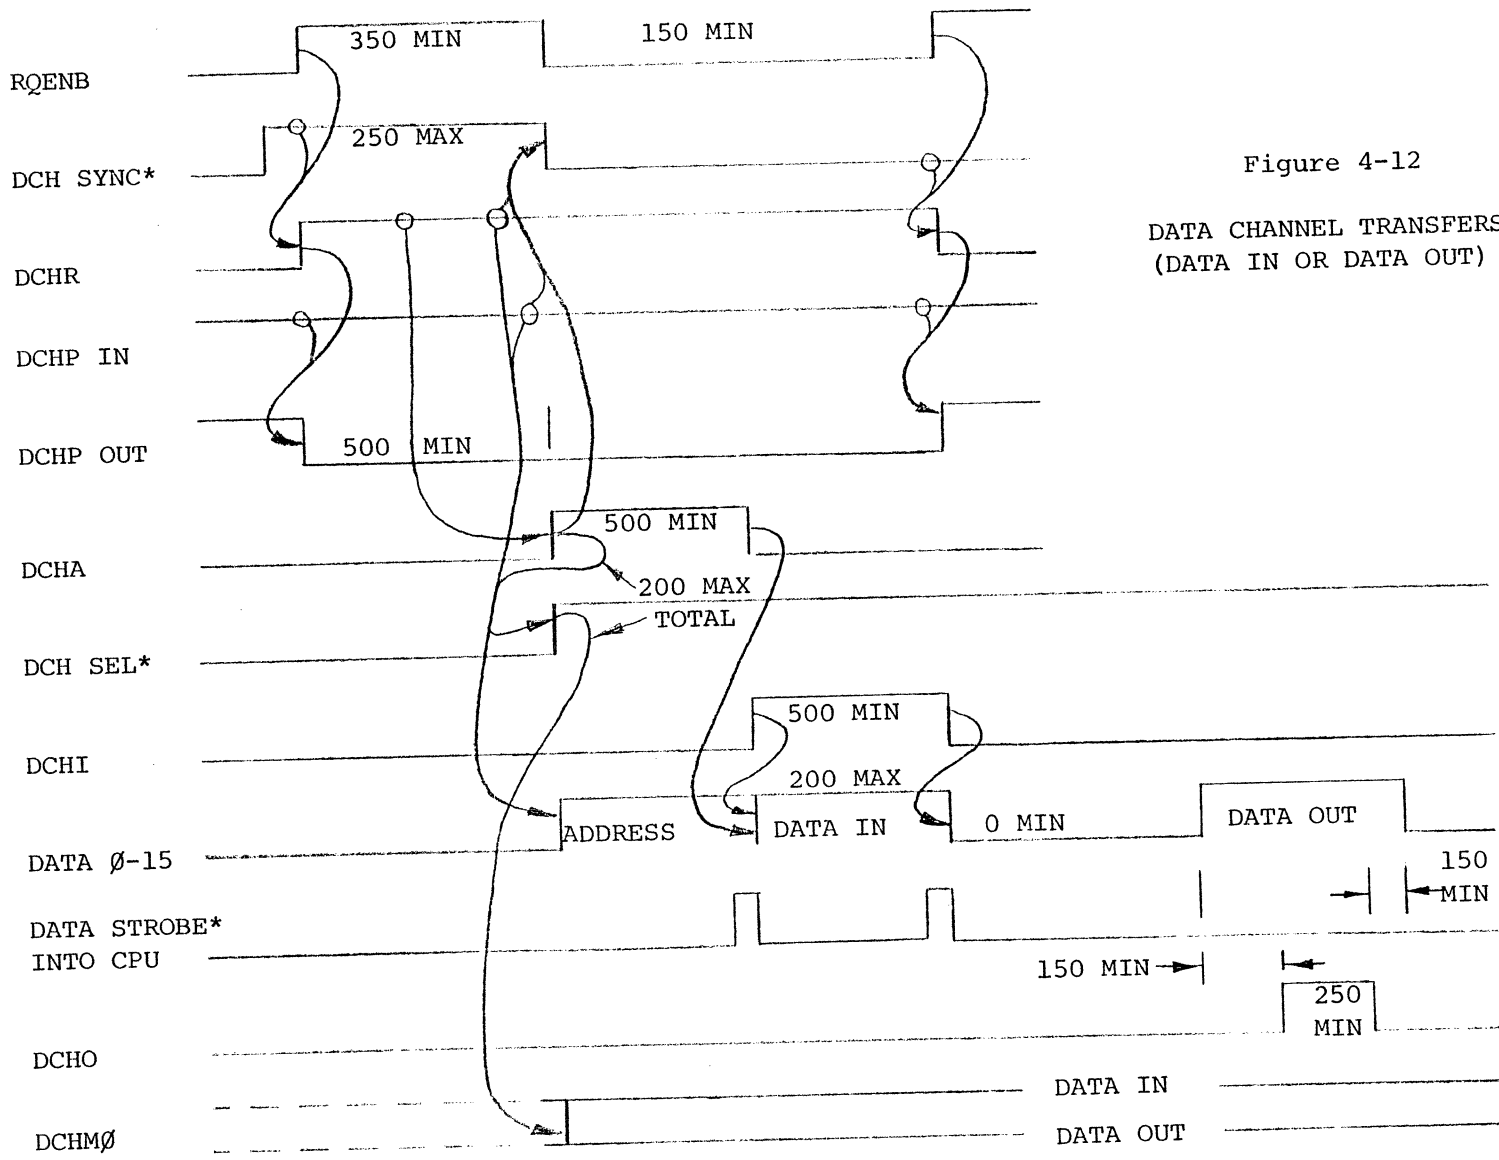 350 MIN
150 MIN
RQENB
250 MAX
DCH SYNC*
Figure 4-12
DATA CHANNEL TRANSFERS
(DATA IN OR DATA OUT)
DCHR
DCHP IN
500 MIN
DCHP OUT
500 MIN
DCHA
200 MAX
TOTAL
DCH SEL*
500 MIN
DCHI
200 MAX
ADDRESS
DATA IN
0 MIN
DATA OUT
DATA Ø-15
150
MIN
DATA STROBE*
INTO CPU
150 MIN
250
MIN
DCHO
DATA IN
DCHMØ
DATA OUT